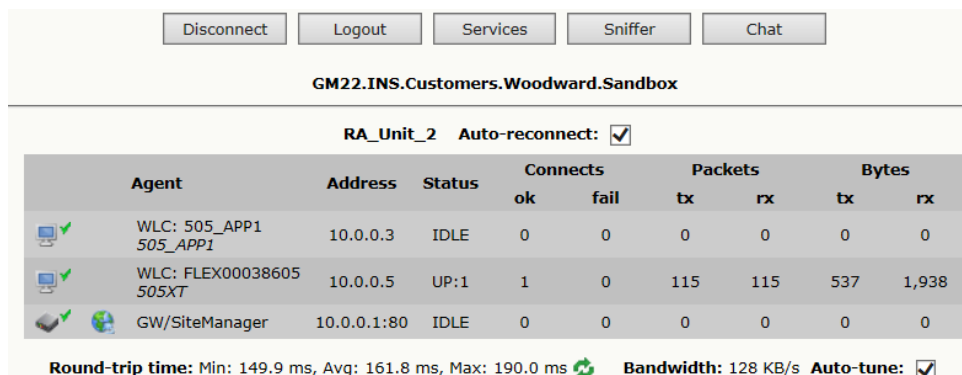 Disconnect Logout Services Sniffer Chat
GM22.INS.Customers.Woodward.Sandbox
RA_Unit_2 Auto-reconnect:
Agent Address Status Connects Packets Bytes
ok fail tx rx tx rx
WLC: 505_APP1
505_APP1 10.0.0.3 IDLE 0 0 0 0 0 0
WLC: FLEX00038605
505XT 10.0.0.5 UP:1 1 0 115 115 537 1,938
GW/SiteManager 10.0.0.1:80 IDLE 0 0 0 0 0 0
Round-trip time: Min: 149.9 ms, Avg: 161.8 ms, Max: 190.0 ms Bandwidth: 128 KB/s Auto-tune: